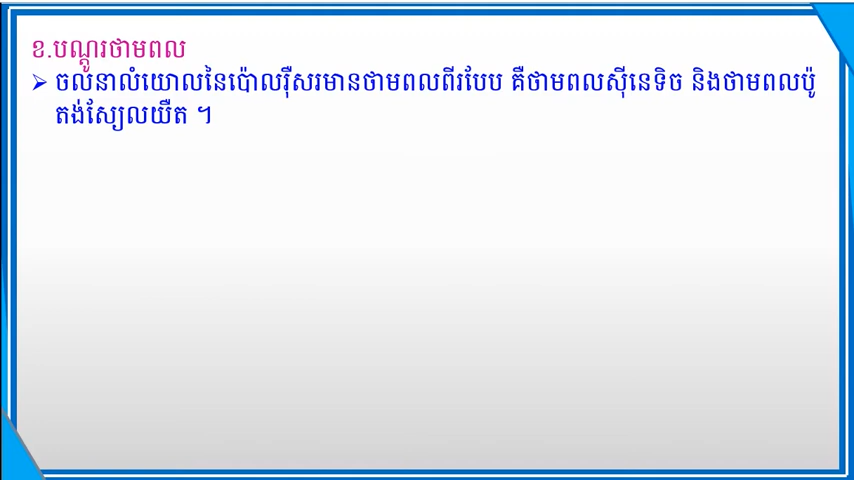 ខ.បណ្តូរថាមពល
➢ ចលនាលំយោលនៃប៉ោលរ៉ឺសរមានថាមពលពីរបែប គឺថាមពលស៊ីនេទិច និងថាមពលប៉ូ
តង់ស្យែលយឺត ។